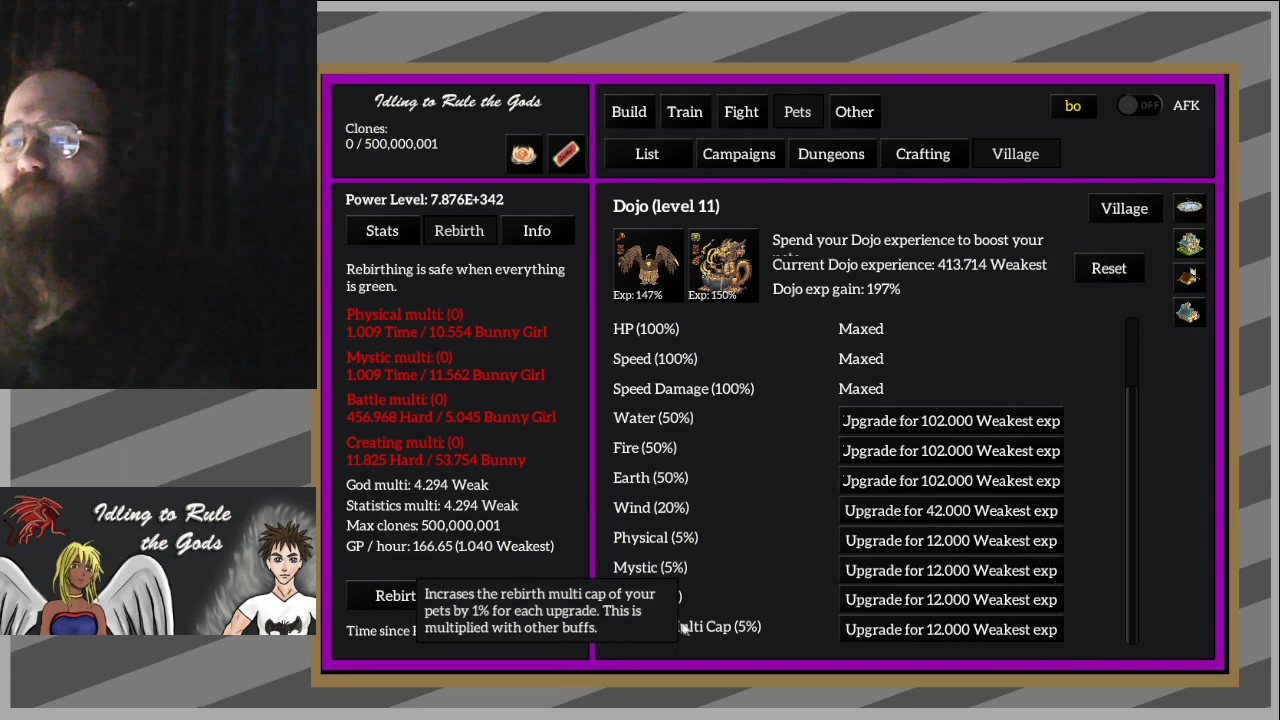 Idling to Rule the Gods
Clones:
0 / 500,000,001
Build
Train
Fight
Pets
Other
bo
OFF
AFK
List
Campaigns
Dungeons
Crafting
Village
Power Level: 7.876E+342
Stats
Rebirth
Info
Rebirthing is safe when everything
is green.
Physical multi: (0)
1.009 Time / 10.554 Bunny Girl
Mystic multi: (0)
1.009 Time / 11.562 Bunny Girl
Battle multi: (0)
456.968 Hard / 5.045 Bunny Girl
Creating multi: (0)
11.825 Hard / 53.754 Bunny
God multi: 4.294 Weak
Statistics multi: 4.294 Weak
Max clones: 500,000,001
GP / hour: 166.65 (1.040 Weakest)
Rebirt
Time since
Incrases the rebirth multi cap of your
pets by 1% for each upgrade. This is
multiplied with other buffs.
Dojo (level 11)
Village
Exp: 147%
Exp: 150%
Spend your Dojo experience to boost your
Current Dojo experience: 413.714 Weakest
Dojo exp gain: 197%
Reset
HP (100%) Maxed
Speed (100%) Maxed
Speed Damage (100%) Maxed
Water (50%) Upgrade for 102.000 Weakest exp
Fire (50%) Upgrade for 102.000 Weakest exp
Earth (50%) Upgrade for 102.000 Weakest exp
Wind (20%) Upgrade for 42.000 Weakest exp
Physical (5%) Upgrade for 12.000 Weakest exp
Mystic (5%) Upgrade for 12.000 Weakest exp
) Upgrade for 12.000 Weakest exp
ulti Cap (5%) Upgrade for 12.000 Weakest exp
Idling to Rule
the Gods